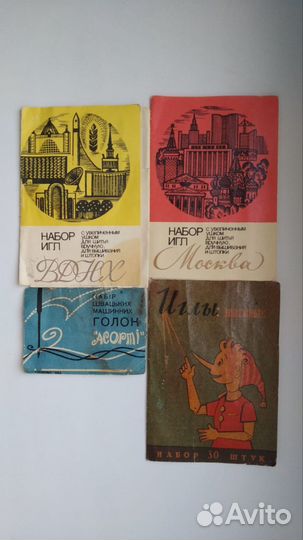 НАБОР
ИГЛ
С УВЕЛИЧЕННЫМ
УШКОМ
ДЛЯ ШИТЬЯ
ВРУЧНУЮ,
ДЛЯ ВЫШИВАНИЯ
И ШТОПКИ
ВДНХ
НАБОР
ИГЛ
С УВЕЛИЧЕННЫМ
УШКОМ
ДЛЯ ШИТЬЯ
ВРУЧНУЮ,
ДЛЯ ВЫШИВАНИЯ
И ШТОПКИ
Москва
НАБІР
ШВАЦЬКИХ
МАШИННИХ
ГОЛОК
"АСОРТІ"
Иглы
НАБОР 30 ШТУК
Avito